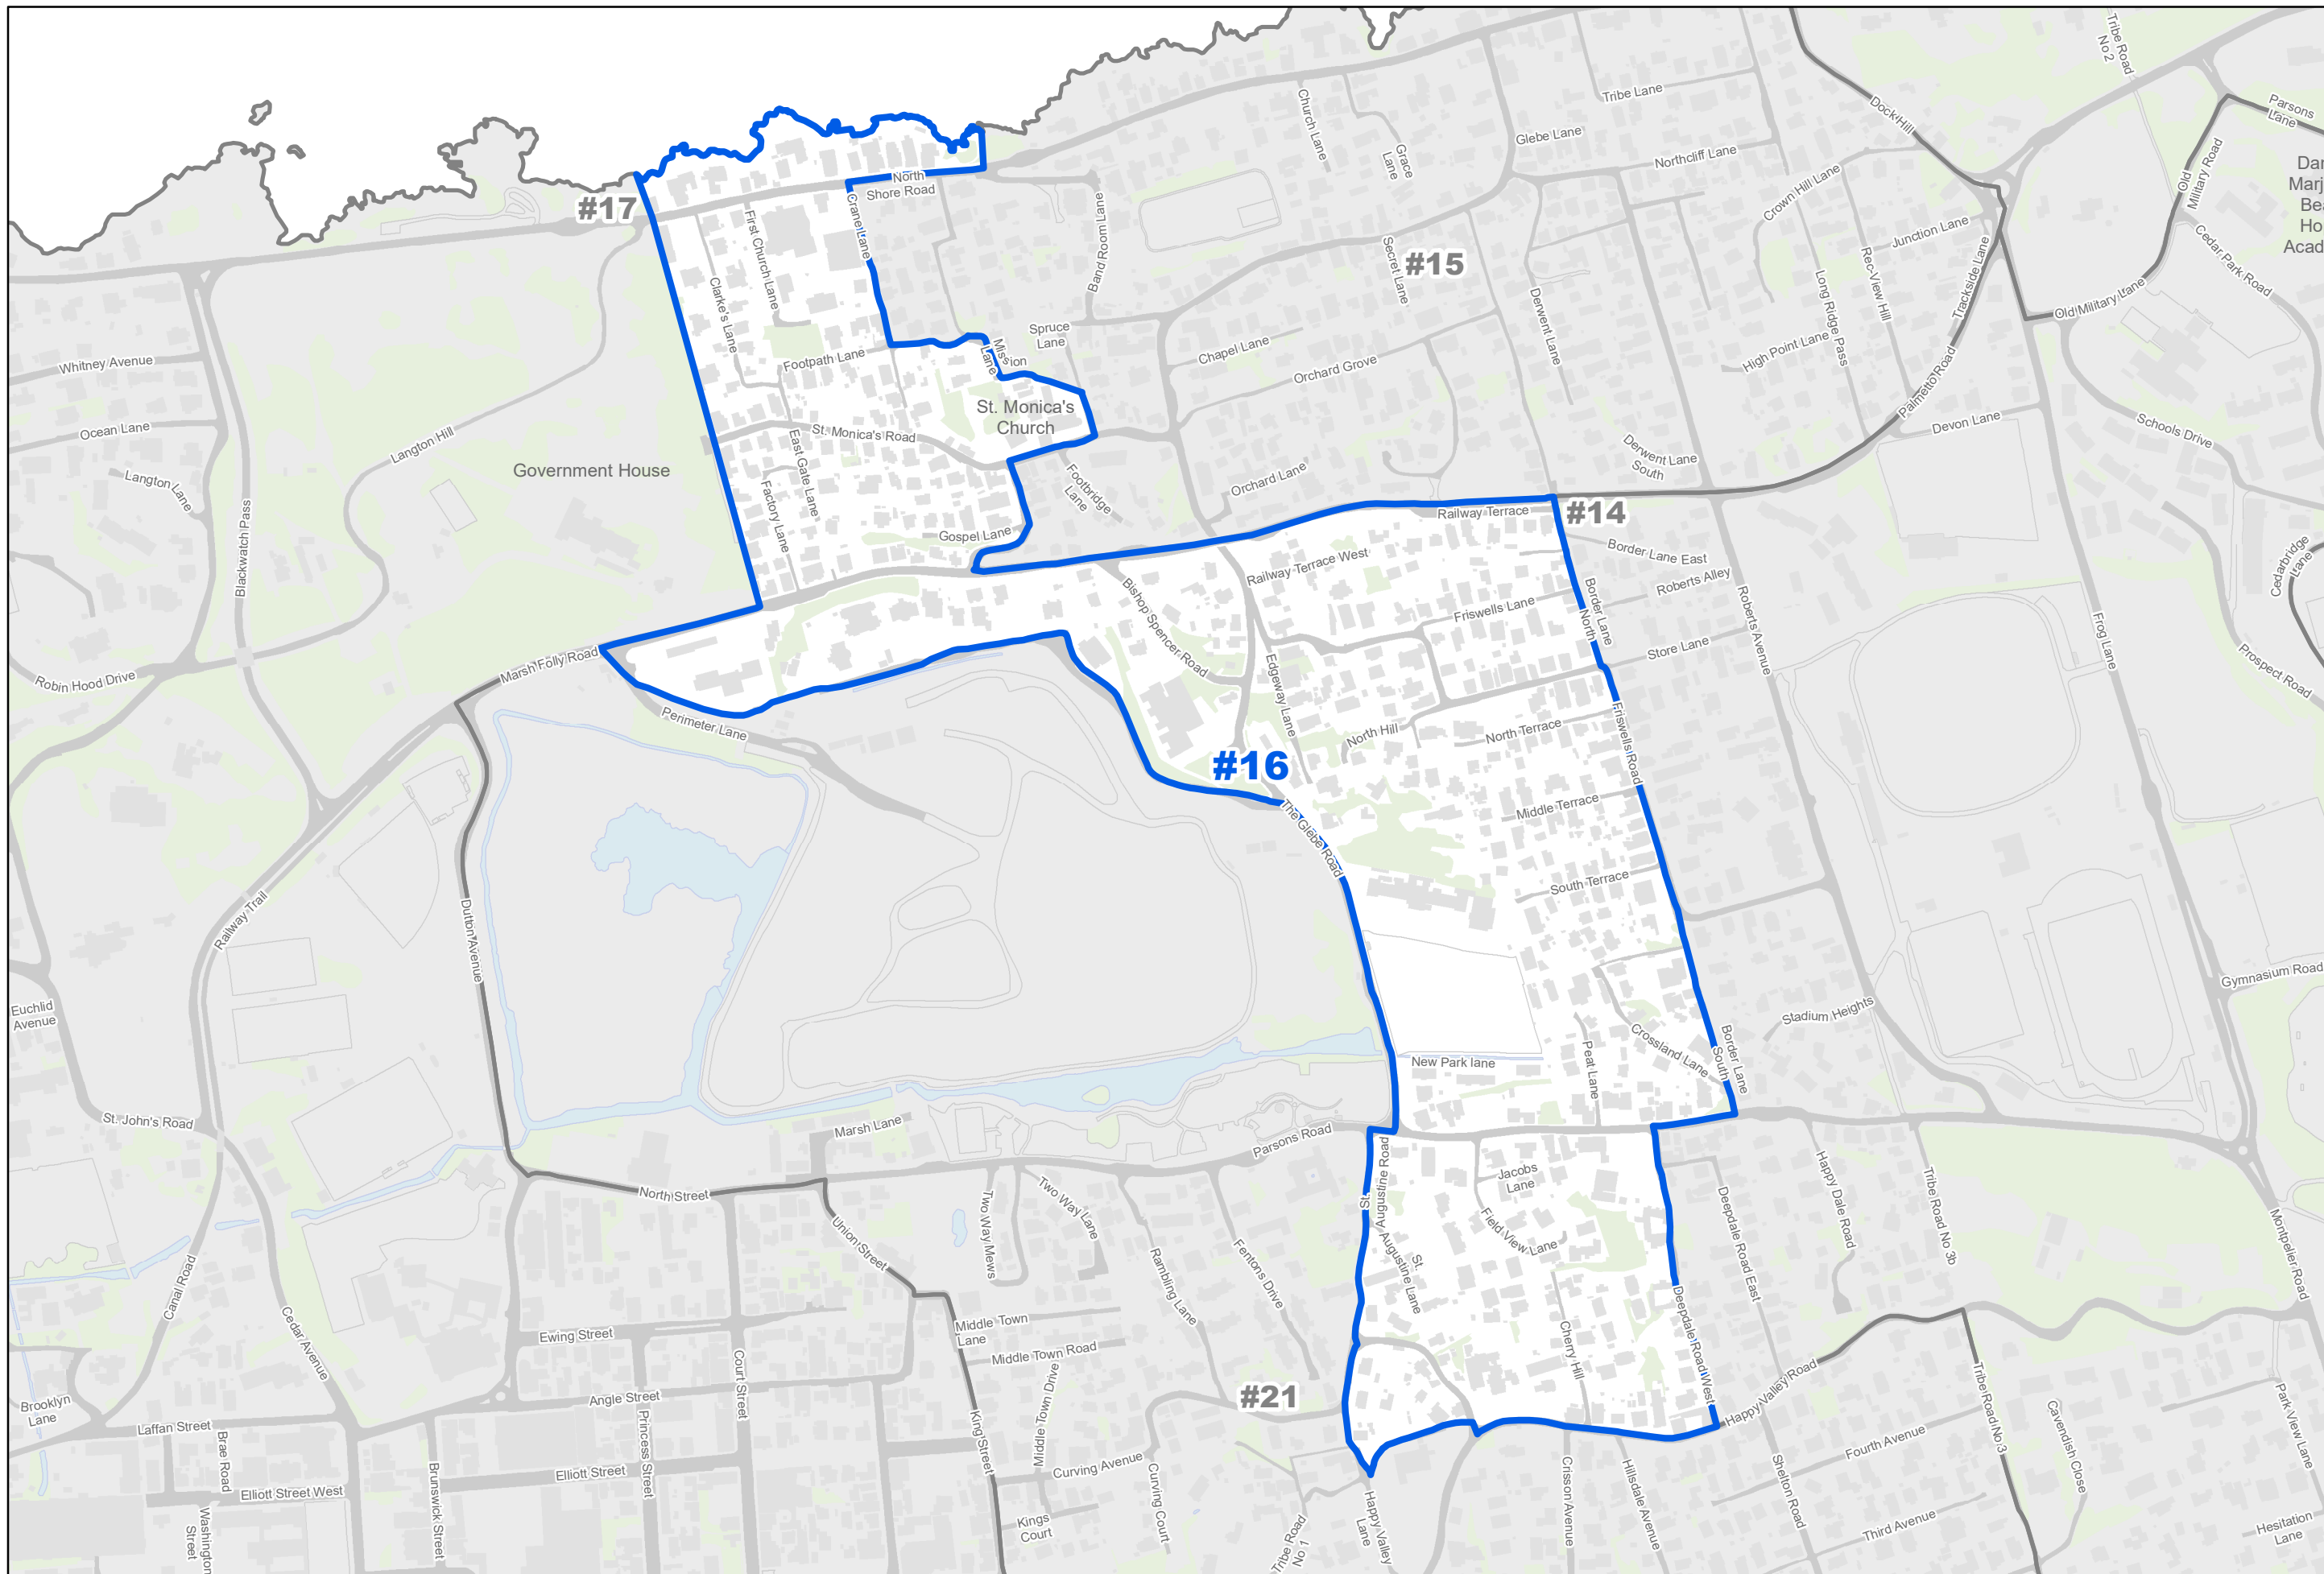 Tribe Road
No 2
Parsons
Lane
Dock Hill
Church Lane
Tribe Lane
Glebe Lane
Grace
Lane
Northcliff Lane
Crown Hill Lane
Old
Military Road
Dam
Marj
Bea
Ho
Acad
#17
North
Shore Road
Crane Lane
First Church Lane
Band Room Lane
Secret Lane
#15
Junction Lane
Cedar Park Road
Clarke's Lane
Derwent Lane
Long Ridge Pass
Rec-View Hill
Trackside Lane
Old Military Lane
Whitney Avenue
Footpath Lane
Mission
Lane
Spruce
Lane
Chapel Lane
Orchard Grove
High Point Lane
Palmetto Road
Ocean Lane
Langton Hill
St. Monica's
Church
St. Monica's Road
East Gate Lane
Devon Lane
Schools Drive
Langton Lane
Government House
Factory Lane
Footbridge
Lane
Orchard Lane
Derwent Lane
South
Blackwatch Pass
Gospel Lane
Railway Terrace
#14
Border Lane East
Cedarbridge
Lane
Railway Terrace West
Bishop Spencer Road
Friswells Lane
Border Lane
North
Roberts Alley
Roberts Avenue
Store Lane
Frog Lane
Prospect Road
Robin Hood Drive
Marsh Folly Road
Perimeter Lane
Edgeway Lane
North Hill
North Terrace
Friswells Road
#16
Middle Terrace
The Glebe Road
South Terrace
Railway Trail
Dutton Avenue
Gymnasium Road
Euchlid
Avenue
Stadium Heights
New Park lane
Peat Lane
Crossland Lane
Border Lane
South
St. John's Road
Marsh Lane
Parsons Road
St.
Augustine Road
Jacobs
Lane
Field View Lane
North Street
Two Way Mews
Two Way Lane
Union Street
Rambling Lane
Fentons Drive
St.
Augustine Lane
Deepdale Road East
Happy Dale Road
Tribe Road No 3b
Montpelier Road
Canal Road
Cedar Avenue
Ewing Street
Court Street
Middle Town
Lane
Middle Town Road
Middle Town Drive
Cherry Hill
Deepdale Road West
Happy Valley Road
Tribe Road No 3
Brooklyn
Lane
Laffan Street
Brae Road
Angle Street
Princess Street
King Street
#21
Cavendish Close
Park View Lane
Brunswick Street
Elliott Street
Elliott Street West
Washington
Street
Curving Avenue
Curving Court
Kings
Court
Tribe Road
No 1
Happy Valley
Lane
Crisson Avenue
Hillsdale Avenue
Shelton Road
Fourth Avenue
Third Avenue
Hesitation
Lane